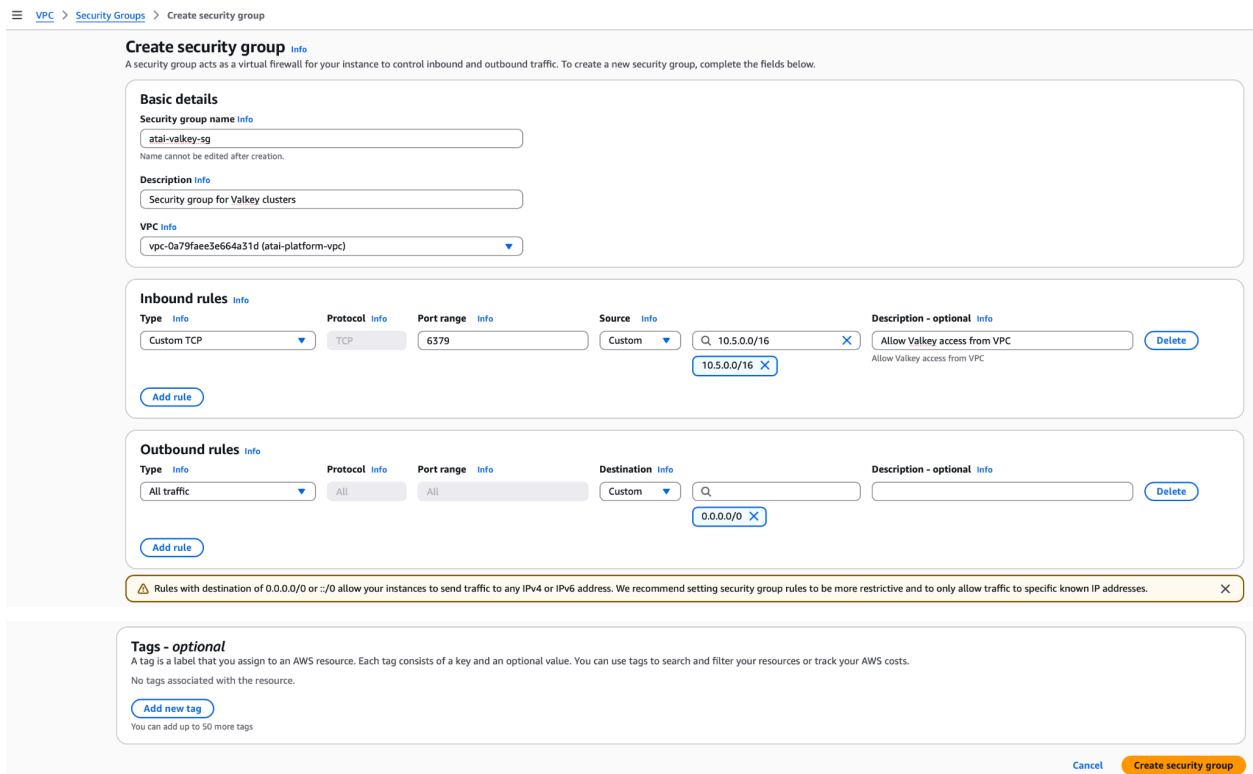 VPC > Security Groups > Create security group
Create security group Info
A security group acts as a virtual firewall for your instance to control inbound and outbound traffic. To create a new security group, complete the fields below.
Basic details
Security group name Info
atai-valkey-sg
Name cannot be edited after creation.
Description Info
Security group for Valkey clusters
VPC Info
vpc-0a79faee3e664a31d (atai-platform-vpc)
Inbound rules Info
Type Info Protocol Info Port range Info Source Info Description - optional Info
Custom TCP TCP 6379 Custom 10.5.0.0/16 Allow Valkey access from VPC Delete
10.5.0.0/16 Allow Valkey access from VPC
Add rule
Outbound rules Info
Type Info Protocol Info Port range Info Destination Info Description - optional Info
All traffic All All Custom Delete
0.0.0.0/0
Add rule
Rules with destination of 0.0.0.0/0 or ::/0 allow your instances to send traffic to any IPv4 or IPv6 address. We recommend setting security group rules to be more restrictive and to only allow traffic to specific known IP addresses.
Tags - optional
A tag is a label that you assign to an AWS resource. Each tag consists of a key and an optional value. You can use tags to search and filter your resources or track your AWS costs.
No tags associated with the resource.
Add new tag
You can add up to 50 more tags
Cancel Create security group